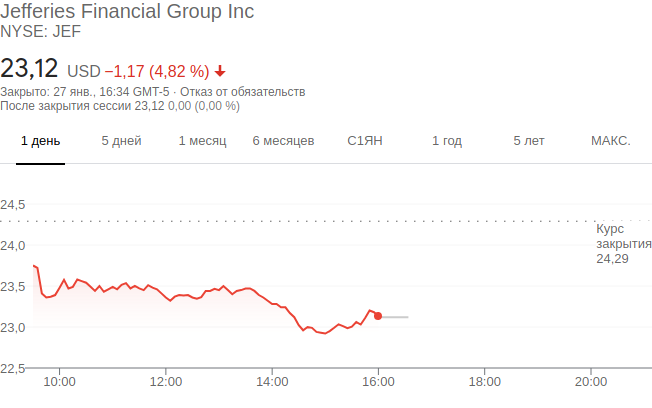 Jefferies Financial Group Inc
NYSE: JEF
23,12 USD −1,17 (4,82 %)
Закрыто: 27 янв., 16:34 GMT-5 · Отказ от обязательств
После закрытия сессии 23,12 0,00 (0,00 %)
1 день 5 дней 1 месяц 6 месяцев С1ЯН 1 год 5 лет МАКС.
24,5
24,0
23,5
23,0
22,5
Курс
закрытия
24,29
10:00 12:00 14:00 16:00 18:00 20:00